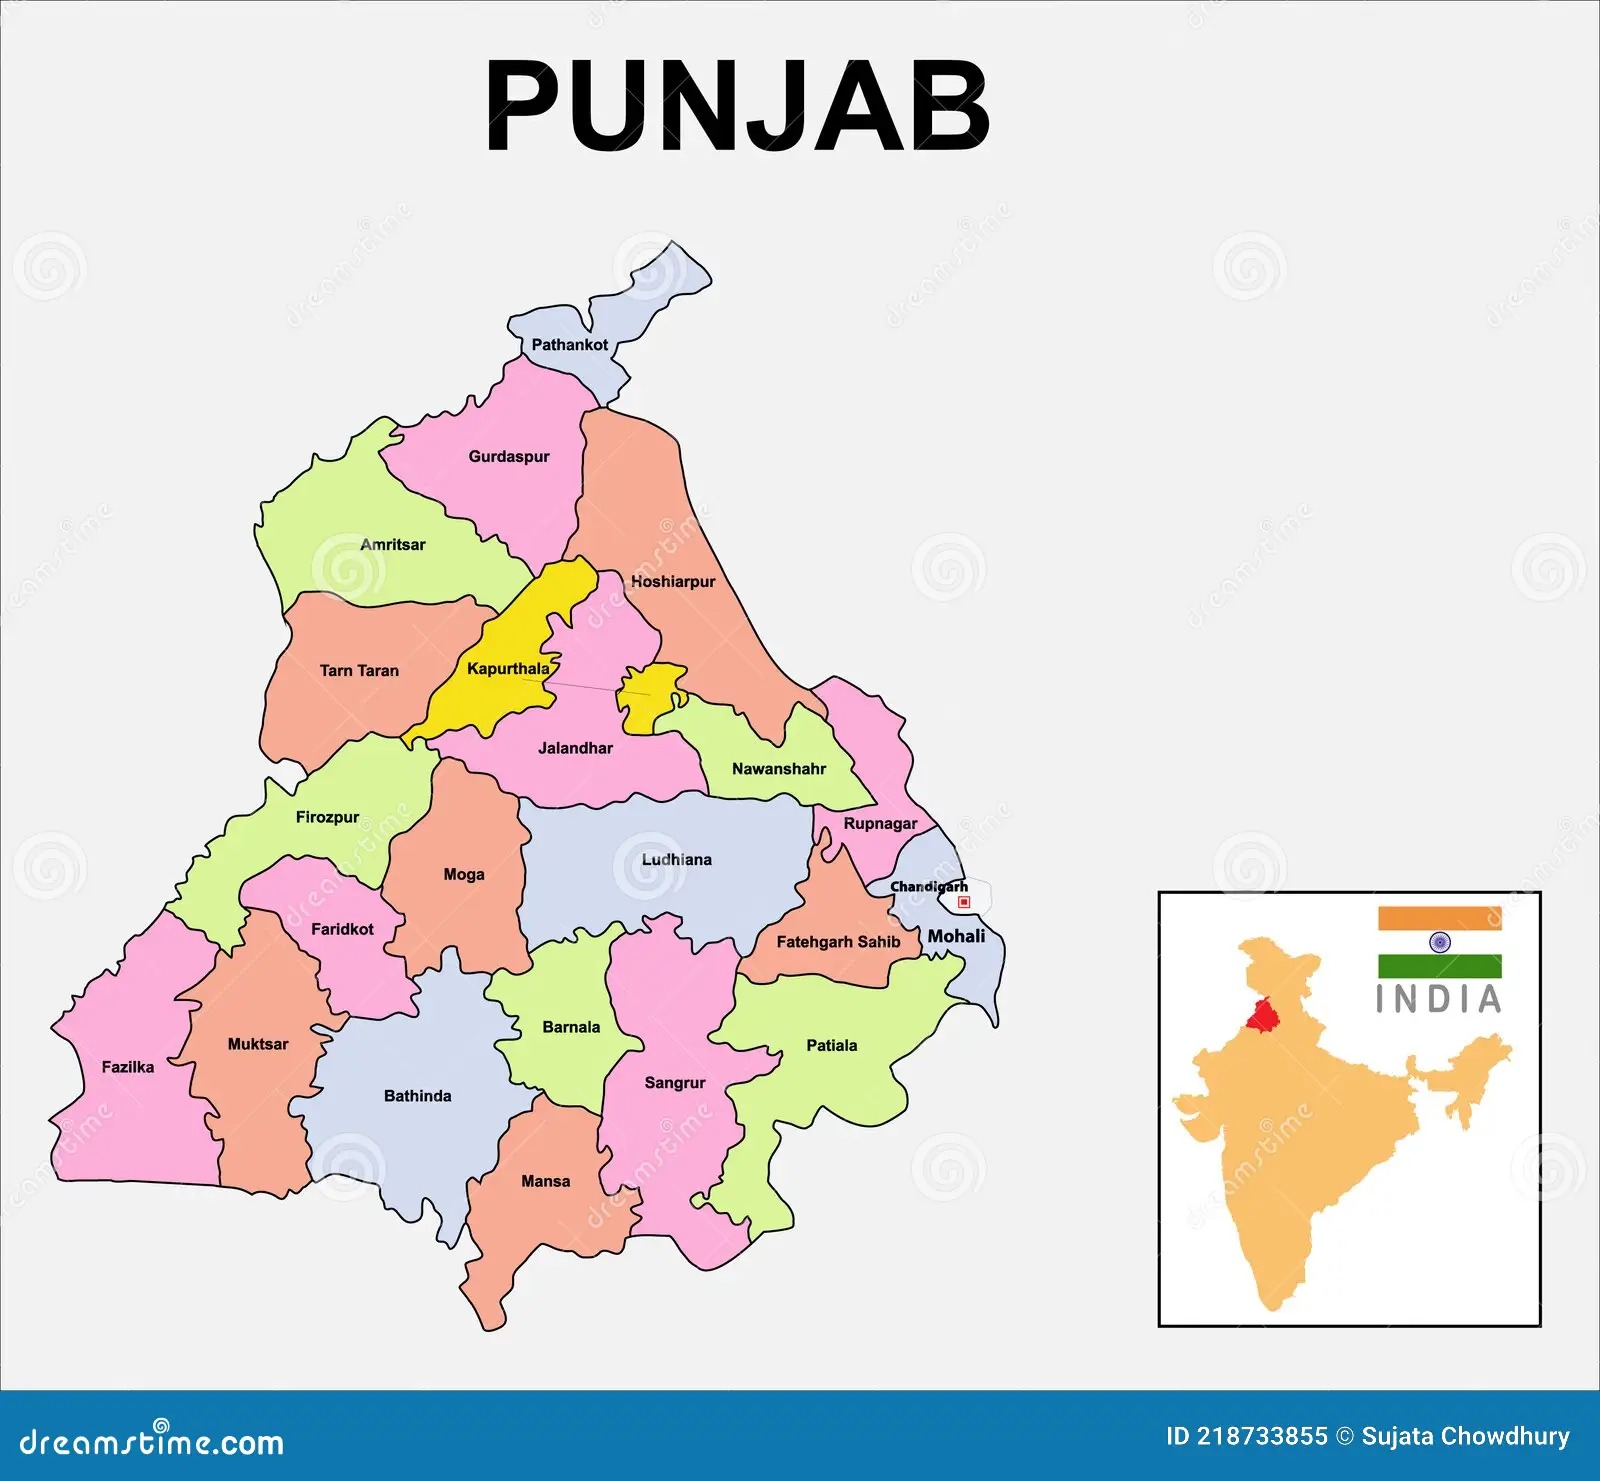 PUNJAB
Pathankot
Gurdaspur
Amritsar
Hoshiarpur
Tarn Taran
Kapurthala
Jalandhar
Nawanshahr
Firozpur
Rupnagar
Ludhiana
Moga
Chandigarh
Faridkot
Mohali
Fatehgarh Sahib
Barnala
Muktsar
Patiala
Fazilka
Sangrur
Bathinda
Mansa
INDIA
dreamstime.com
ID 218733855 © Sujata Chowdhury